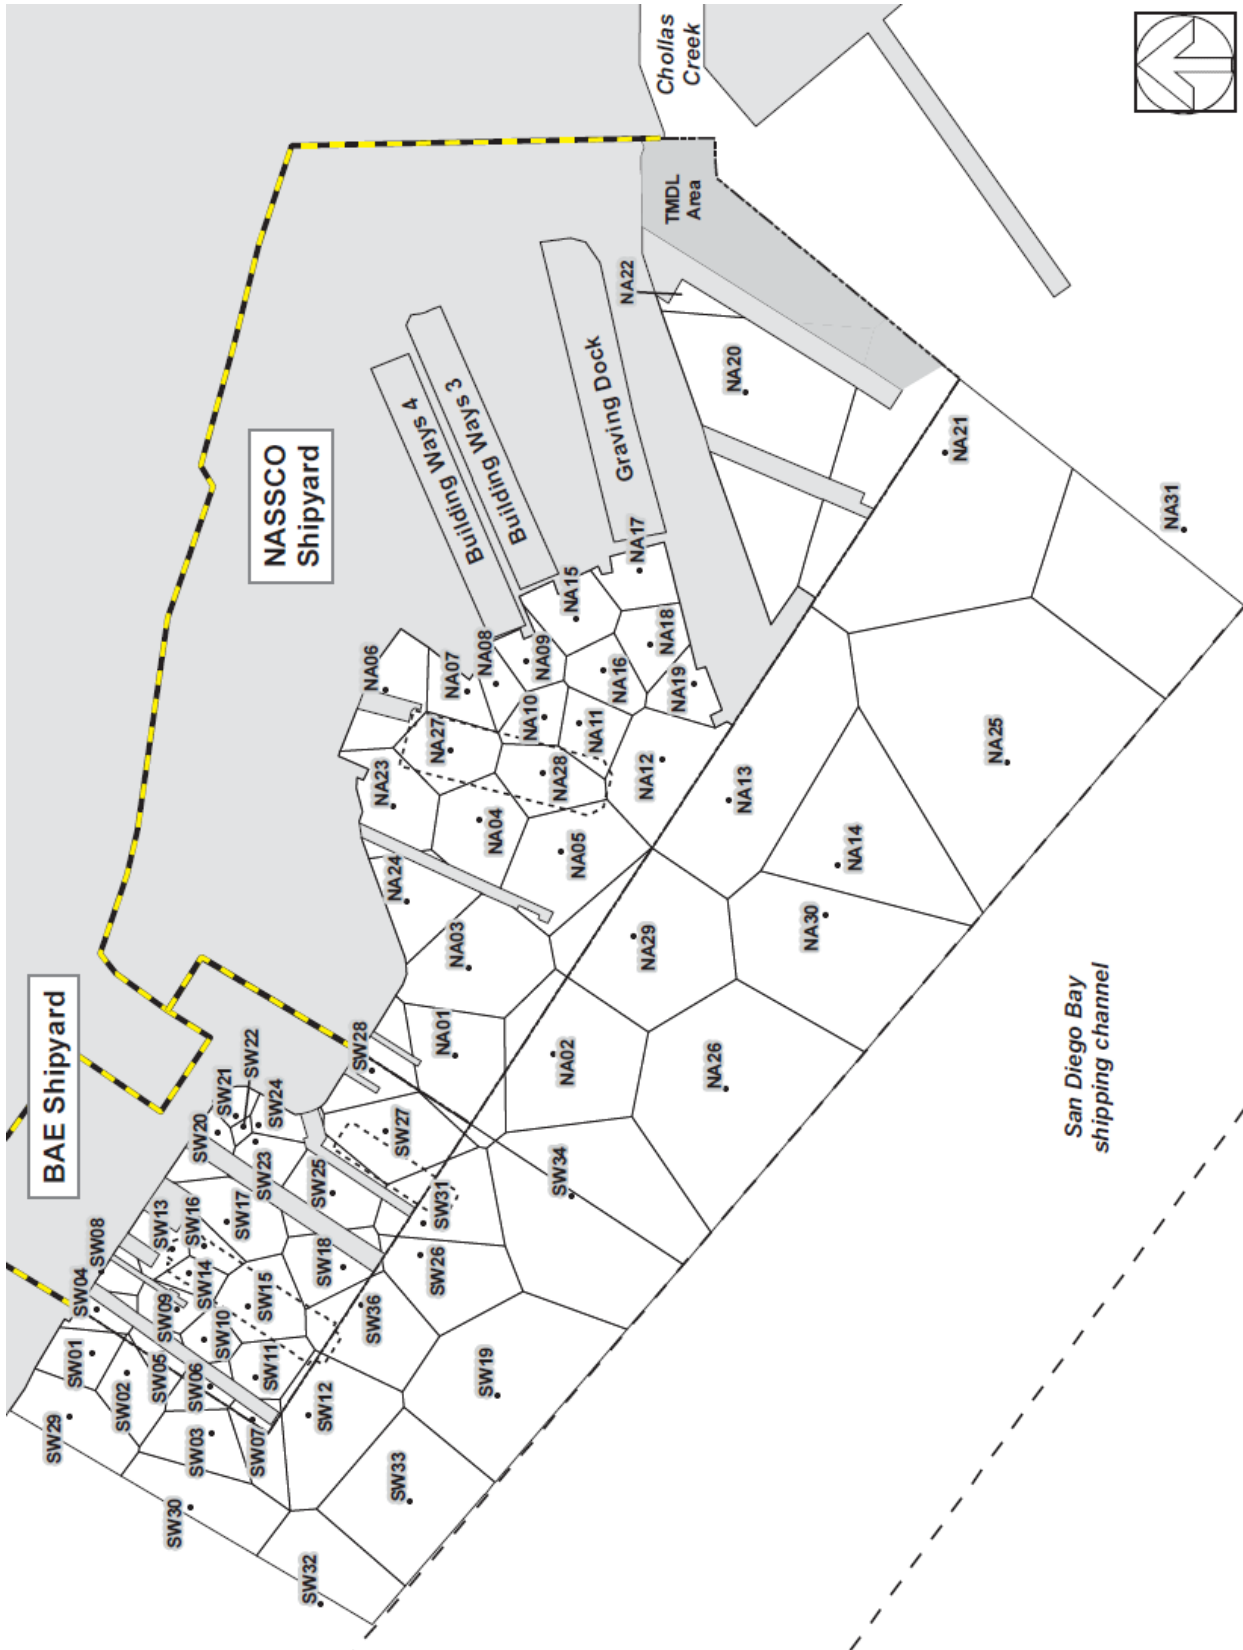 Chollas
Creek
TMDL
Area
NA22
NA20
NA21
NA31
Graving Dock
Building Ways 3
Building Ways 4
NASSCO
Shipyard
NA17
NA15
NA18
NA16
NA19
NA09
NA08
NA07
NA06
NA10
NA11
NA27
NA28
NA12
NA23
NA04
NA05
NA13
NA25
NA14
NA24
NA03
NA29
NA30
NA01
NA02
NA26
San Diego Bay
shipping channel
BAE Shipyard
SW22
SW21
SW20
SW24
SW23
SW28
SW27
SW25
SW31
SW34
SW08
SW13
SW16
SW17
SW14
SW18
SW26
SW04
SW09
SW15
SW10
SW36
SW01
SW02
SW05
SW06
SW11
SW12
SW19
SW29
SW03
SW07
SW33
SW30
SW32